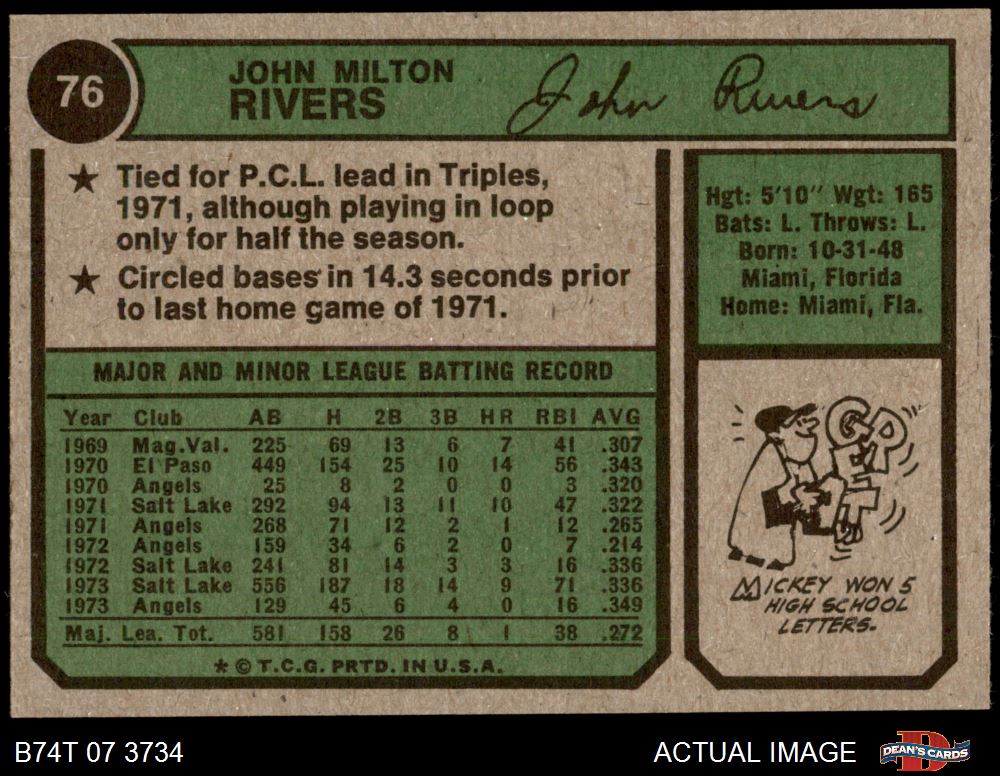 76
JOHN MILTON
RIVERS
John Rivers
★ Tied for P.C.L. lead in Triples,
1971, although playing in loop
only for half the season.
★ Circled bases in 14.3 seconds prior
to last home game of 1971.
Hgt: 5'10" Wgt: 165
Bats: L. Throws: L.
Born: 10-31-48
Miami, Florida
Home: Miami, Fla.
MAJOR AND MINOR LEAGUE BATTING RECORD
Year Club AB H 2B 3B HR RBI AVG
1969 Mag.Val. 225 69 13 6 7 41 .307
1970 El Paso 449 154 25 10 14 56 .343
1970 Angels 25 8 2 0 0 3 .320
1971 Salt Lake 292 94 13 11 10 47 .322
1971 Angels 268 71 12 2 1 12 .265
1972 Angels 159 34 6 2 0 7 .214
1972 Salt Lake 241 81 14 3 3 16 .336
1973 Salt Lake 556 187 18 14 9 71 .336
1973 Angels 129 45 6 4 0 16 .349
Maj. Lea. Tot. 581 158 26 8 1 38 .272
* © T.C.G. PRTD. IN U.S.A.
MICKEY WON 5
HIGH SCHOOL
LETTERS.
B74T 07 3734
ACTUAL IMAGE
DEAN'S CARDS